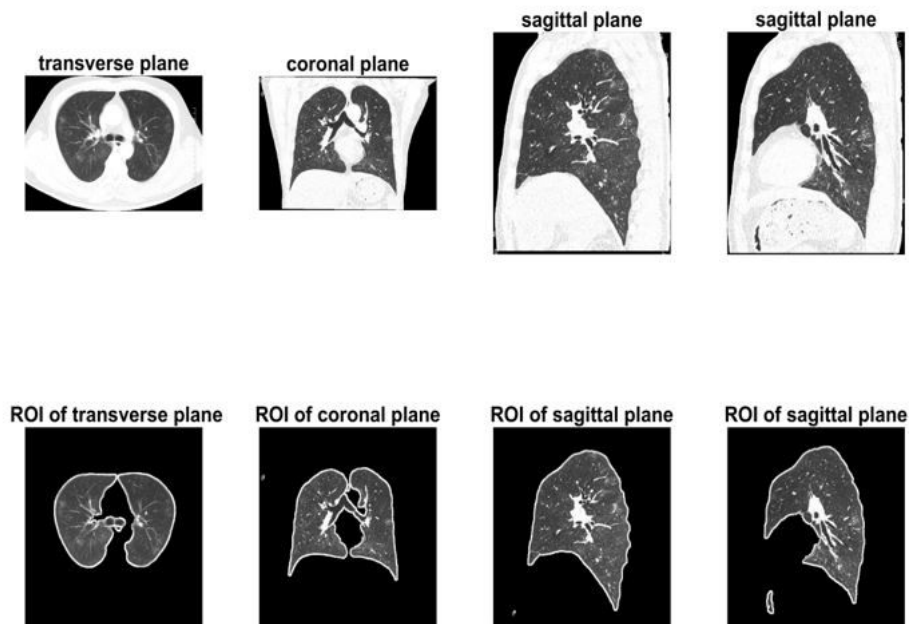 sagittal plane
sagittal plane
transverse plane
coronal plane
ROI of transverse plane
ROI of coronal plane
ROI of sagittal plane
ROI of sagittal plane